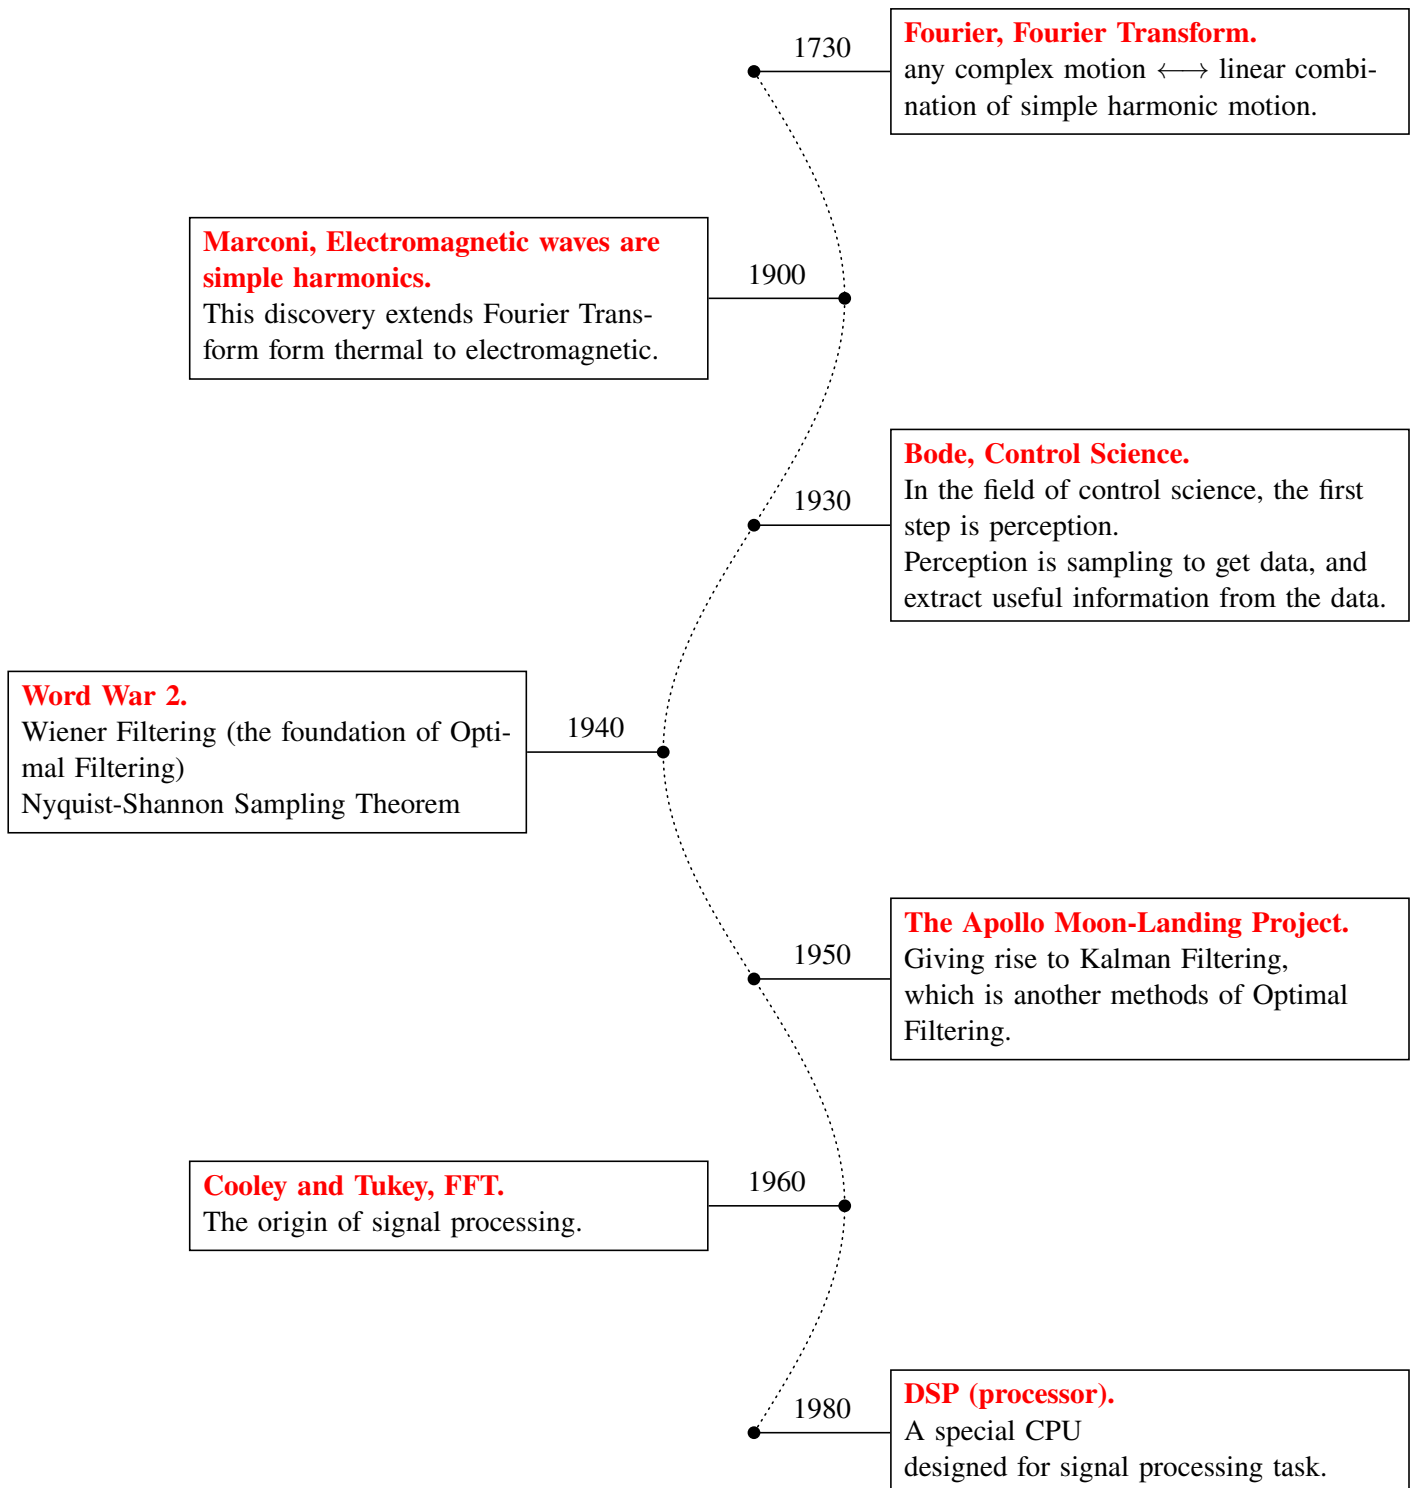 1730
Fourier, Fourier Transform.
any complex motion ⟷ linear combi-
nation of simple harmonic motion.
Marconi, Electromagnetic waves are
simple harmonics.
This discovery extends Fourier Trans-
form form thermal to electromagnetic.
1900
1930
Bode, Control Science.
In the field of control science, the first
step is perception.
Perception is sampling to get data, and
extract useful information from the data.
Word War 2.
Wiener Filtering (the foundation of Opti-
mal Filtering)
Nyquist-Shannon Sampling Theorem
1940
1950
The Apollo Moon-Landing Project.
Giving rise to Kalman Filtering,
which is another methods of Optimal
Filtering.
Cooley and Tukey, FFT.
The origin of signal processing.
1960
1980
DSP (processor).
A special CPU
designed for signal processing task.